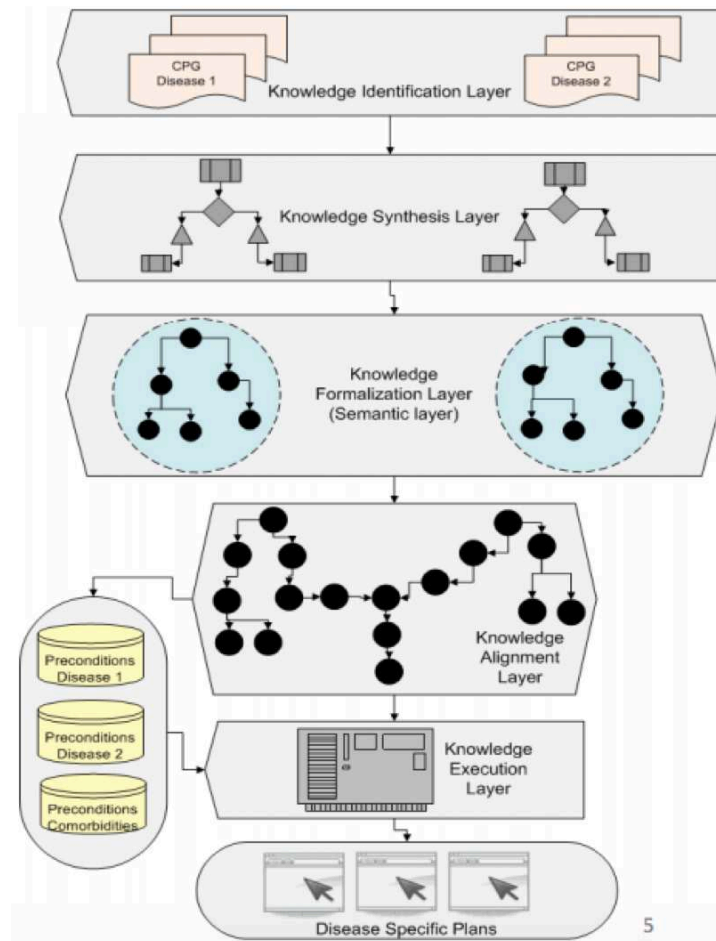 CPG
Disease 1
CPG
Disease 2
Knowledge Identification Layer
Knowledge Synthesis Layer
Knowledge
Formalization Layer
(Semantic layer)
Knowledge
Alignment
Layer
Preconditions
Disease 1
Preconditions
Disease 2
Preconditions
Comorbidities
Knowledge
Execution
Layer
Disease Specific Plans
5